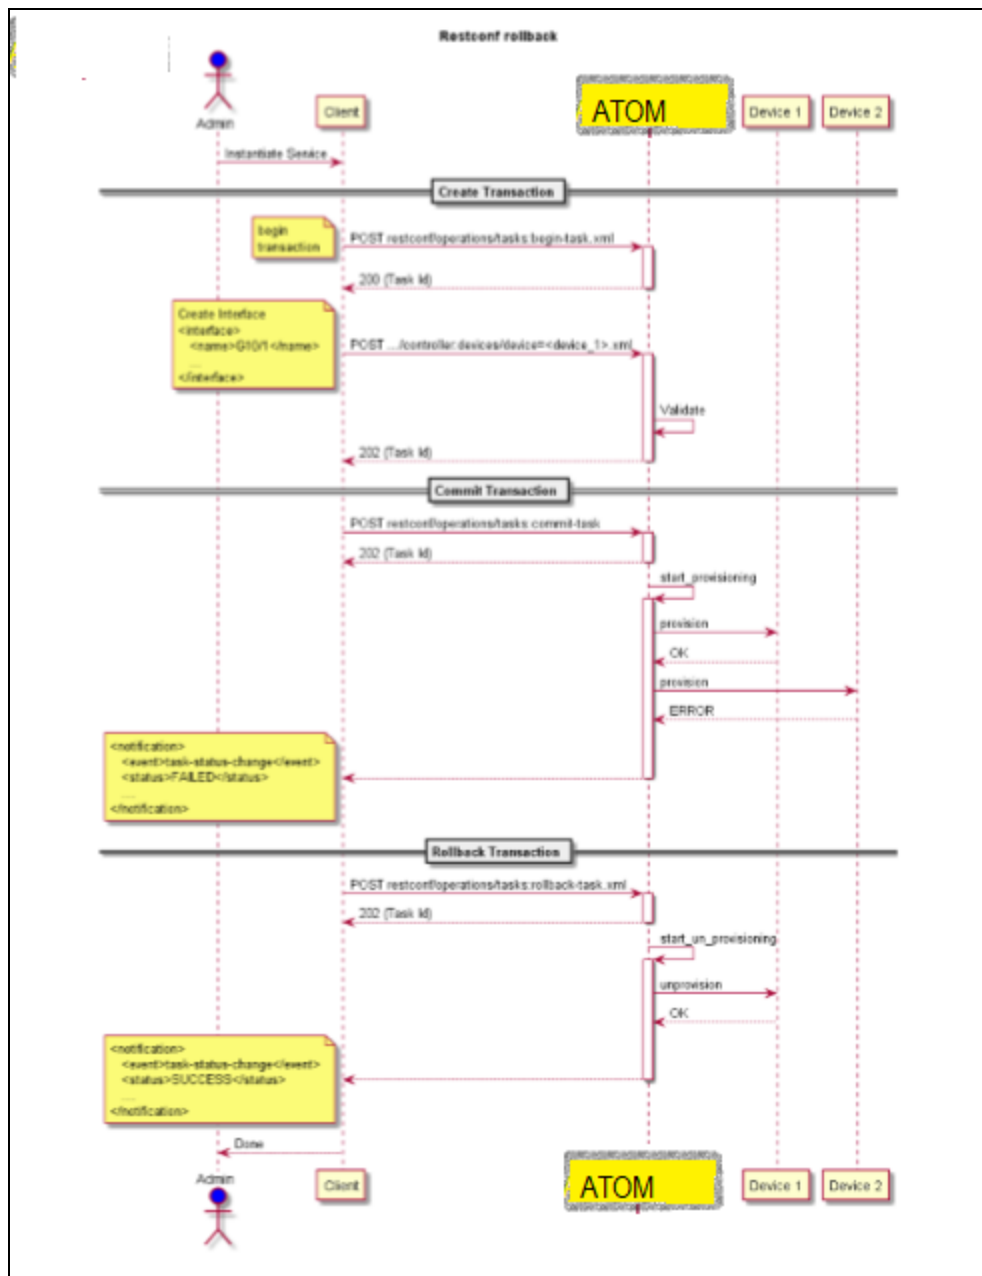 Restconf rollback
Admin
Client
ATOM
Device 1
Device 2
Instantiate Service
Create Transaction
begin
transaction
POST restconf/operations/tasks:begin-task.xml
200 (Task Id)
Create Interface
<interface>
<name>G10/1</name>
....
</interface>
POST .../controller:devices/device=<device_1>.xml
Validate
202 (Task Id)
Commit Transaction
POST restconf/operations/tasks:commit-task
202 (Task Id)
start_provisioning
provision
OK
provision
ERROR
<notification>
<event>task-status-change</event>
<status>FAILED</status>
....
</notification>
Rollback Transaction
POST restconf/operations/tasks:rollback-task.xml
202 (Task Id)
start_un_provisioning
unprovision
OK
<notification>
<event>task-status-change</event>
<status>SUCCESS</status>
....
</notification>
Done
Admin
Client
ATOM
Device 1
Device 2